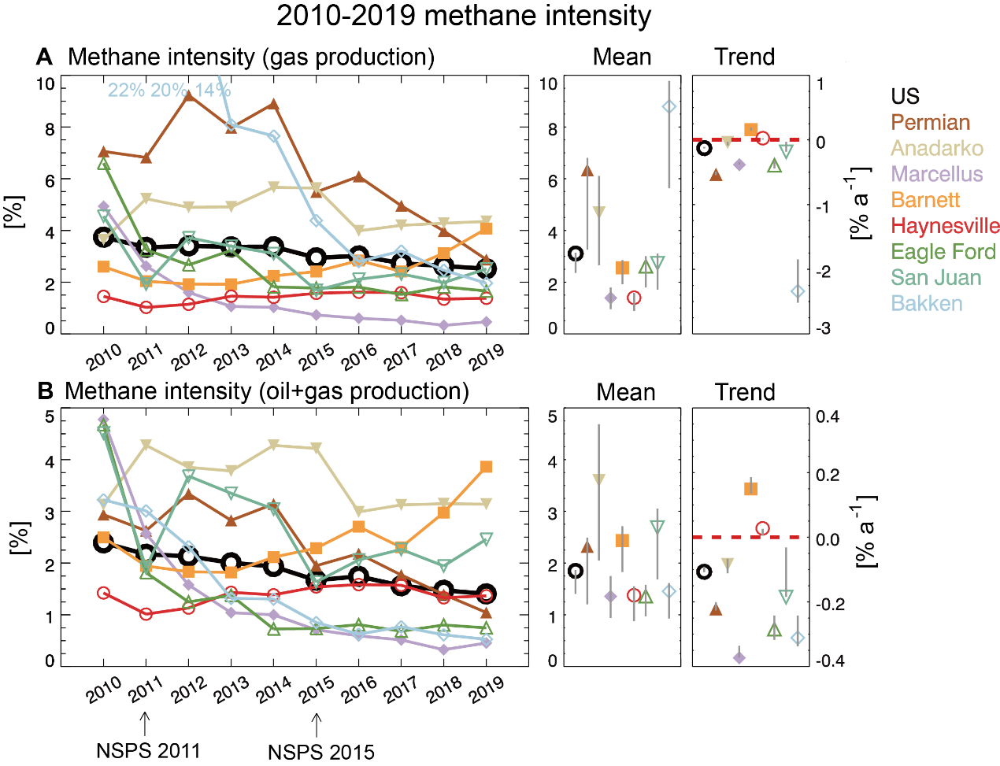 2010-2019 methane intensity
A Methane intensity (gas production)
Mean
Trend
22% 20% 14%
10
8
6
4
2
0
[%]
2010 2011 2012 2013 2014 2015 2016 2017 2018 2019
10
8
6
4
2
0
1
0
-1
-2
-3
[% a⁻¹]
US
Permian
Anadarko
Marcellus
Barnett
Haynesville
Eagle Ford
San Juan
Bakken
B Methane intensity (oil+gas production)
Mean
Trend
5
4
3
2
1
0
[%]
2010 2011 2012 2013 2014 2015 2016 2017 2018 2019
5
4
3
2
1
0
0.4
0.2
0.0
-0.2
-0.4
[% a⁻¹]
NSPS 2011
NSPS 2015